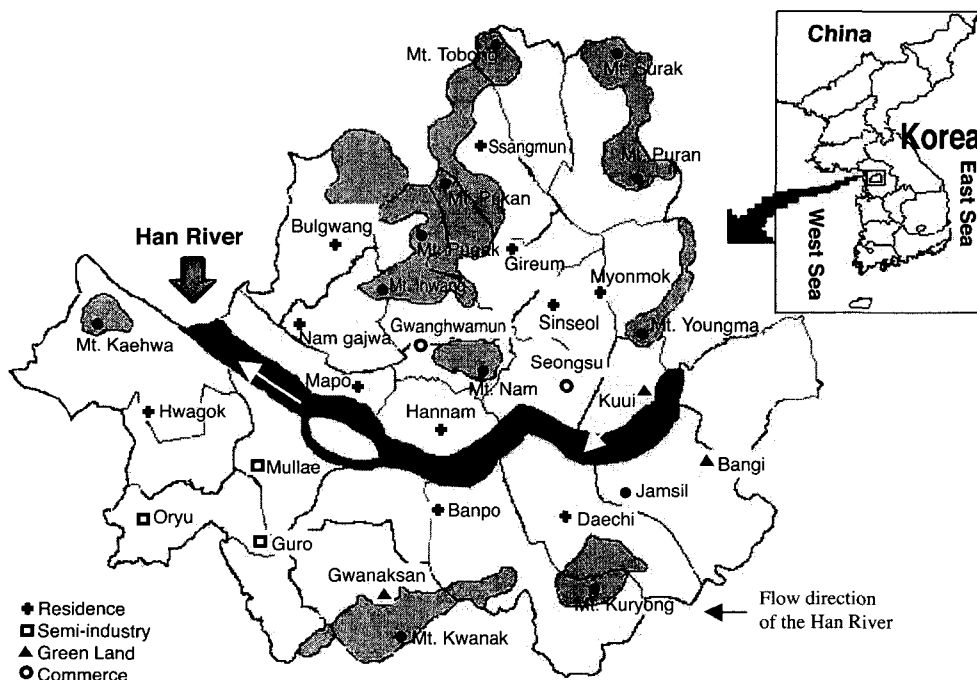 China
Korea
East Sea
West Sea
Mt. Tobong
Mt. Surak
Ssangmun
Mt. Puran
Mt. Pukan
Bulgwang
Han River
Mt. Pugak
Gireum
Myonmok
Mt. Inwang
Sinseol
Nam gajwa
Gwanghwamun
Mt. Youngma
Mt. Kaehwa
Seongsu
Mapo
Mt. Nam
Kuui
Hwagok
Hannam
Mullae
Bangi
Jamsil
Oryu
Banpo
Daechi
Guro
Gwanaksan
Mt. Kuryong
Mt. Kwanak
Flow direction
of the Han River
Residence
Semi-industry
Green Land
Commerce